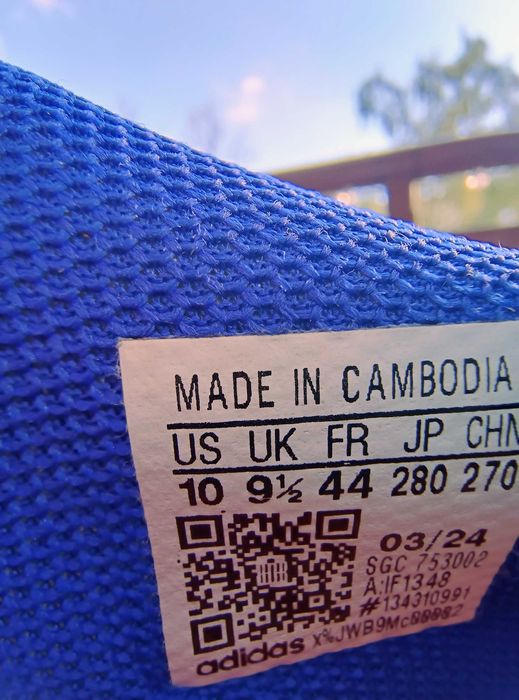 MADE IN CAMBODIA
US UK FR JP CHN
10 9½ 44 280 270
03/24
SGC 753002
A:IF1348
#134310991
adidas